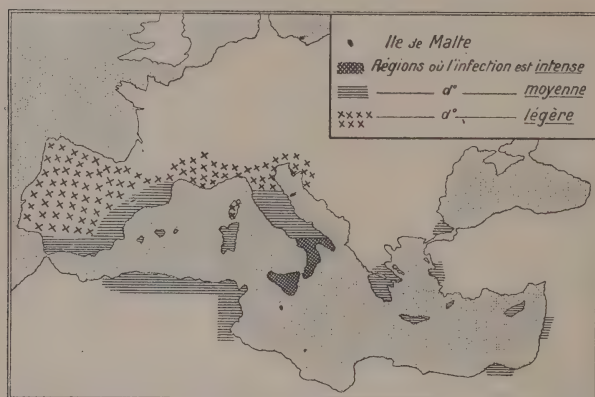 Ile de Malte
Régions où l'infection est intense
d° moyenne
d° légère